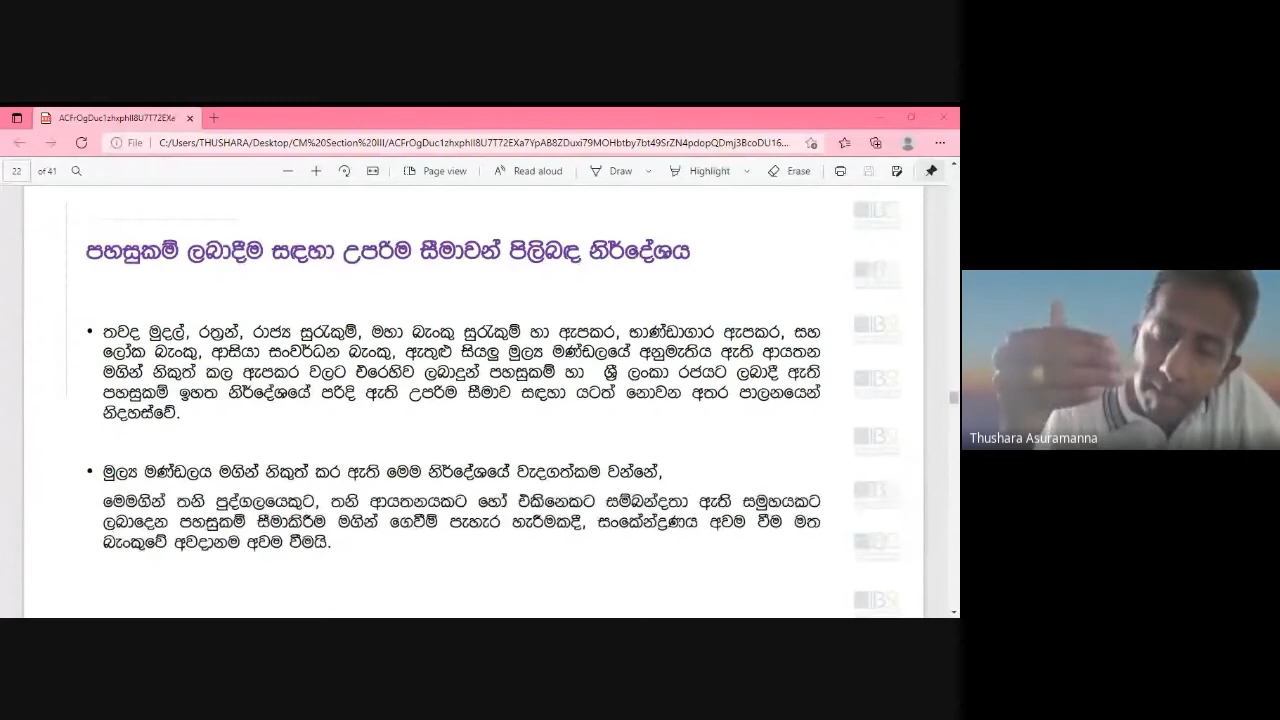 ACFrOgDuc1zhxphIl8U7T72EXa
File
C:/Users/THUSHARA/Desktop/CM%20Section%20III/ACFrOgDuc1zhxphIl8U7T72EXa7YpAB8ZDuxi79MOHbtby7bt49SrZN4pdopQDmj3BcoDU16...
22 of 41 Page view Read aloud Draw Highlight Erase
පහසුකම් ලබාදීම සඳහා උපරිම සීමාවන් පිලිබඳ නිර්දේශය
• තවද මුදල්, රත්‍රන්, රාජ්‍ය සුරැකුම්, මහා බැංකු සුරැකුම් හා ඇපකර, භාණ්ඩාගාර ඇපකර, සහ
ලෝක බැංකු, ආසියා සංවර්ධන බැංකු, ඇතුළු සියලු මුල්‍ය මණ්ඩලයේ අනුමැතිය ඇති ආයතන
මගින් නිකුත් කල ඇපකර වලට එරෙහිව ලබාදුන් පහසුකම් හා ශ්‍රී ලංකා රජයට ලබාදී ඇති
පහසුකම් ඉහත නිර්දේශයේ පරිදි ඇති උපරිම සීමාව සඳහා යටත් නොවන අතර පාලනයෙන්
නිදහස්වේ.
• මුල්‍ය මණ්ඩලය මගින් නිකුත් කර ඇති මෙම නිර්දේශයේ වැදගත්කම වන්නේ,
මෙමගින් තනි පුද්ගලයෙකුට, තනි ආයතනයකට හෝ එකිනෙකට සම්බන්දතා ඇති සමුහයකට
ලබාදෙන පහසුකම් සීමාකිරීම මගින් ගෙවීම් පැහැර හැරීමකදී, සංකේන්ද්‍රණය අවම වීම මත
බැංකුවේ අවදානම අවම වීමයි.
Thushara Asuramanna